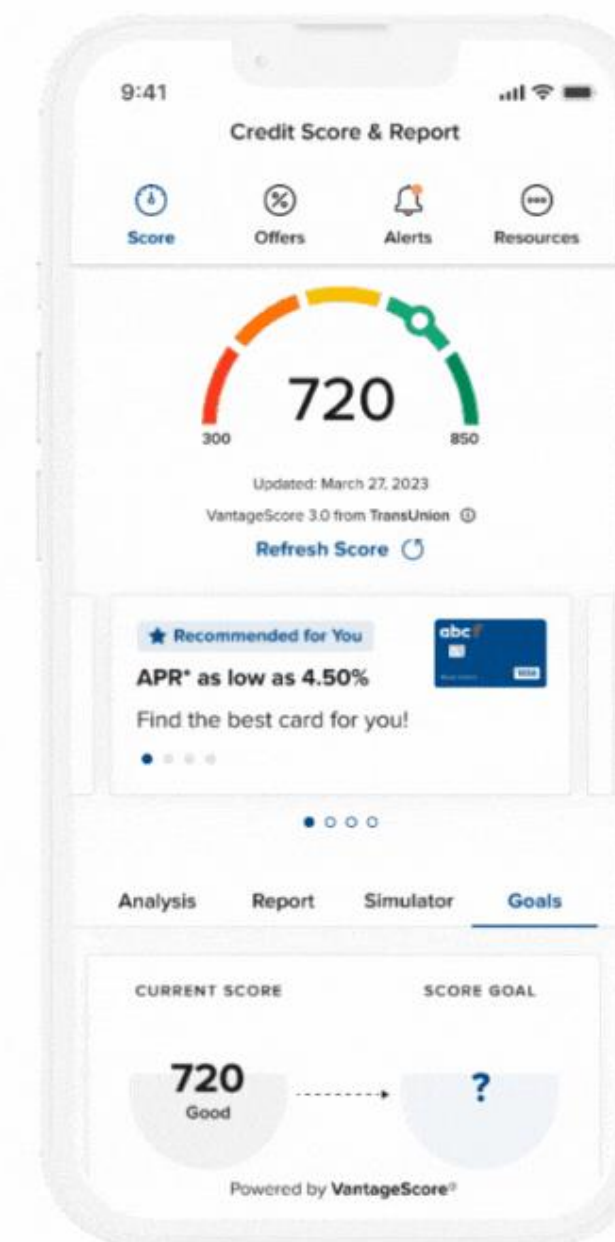 9:41
Credit Score & Report
Score Offers Alerts Resources
720
300 850
Updated: March 27, 2023
VantageScore 3.0 from TransUnion
Refresh Score
Recommended for You
abc
VISA
APR* as low as 4.50%
Find the best card for you!
Analysis Report Simulator Goals
CURRENT SCORE SCORE GOAL
720 ?
Good
Powered by VantageScore®